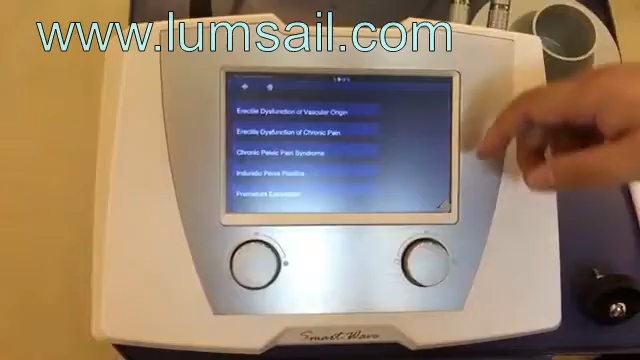 www.lumsail.com
Erectile Dysfunction of Vascular Origin
Erectile Dysfunction of Chronic Pain
Chronic Pelvic Pain Syndrome
Induratio Penis Plastica
Premature Ejaculation
Smart Wave